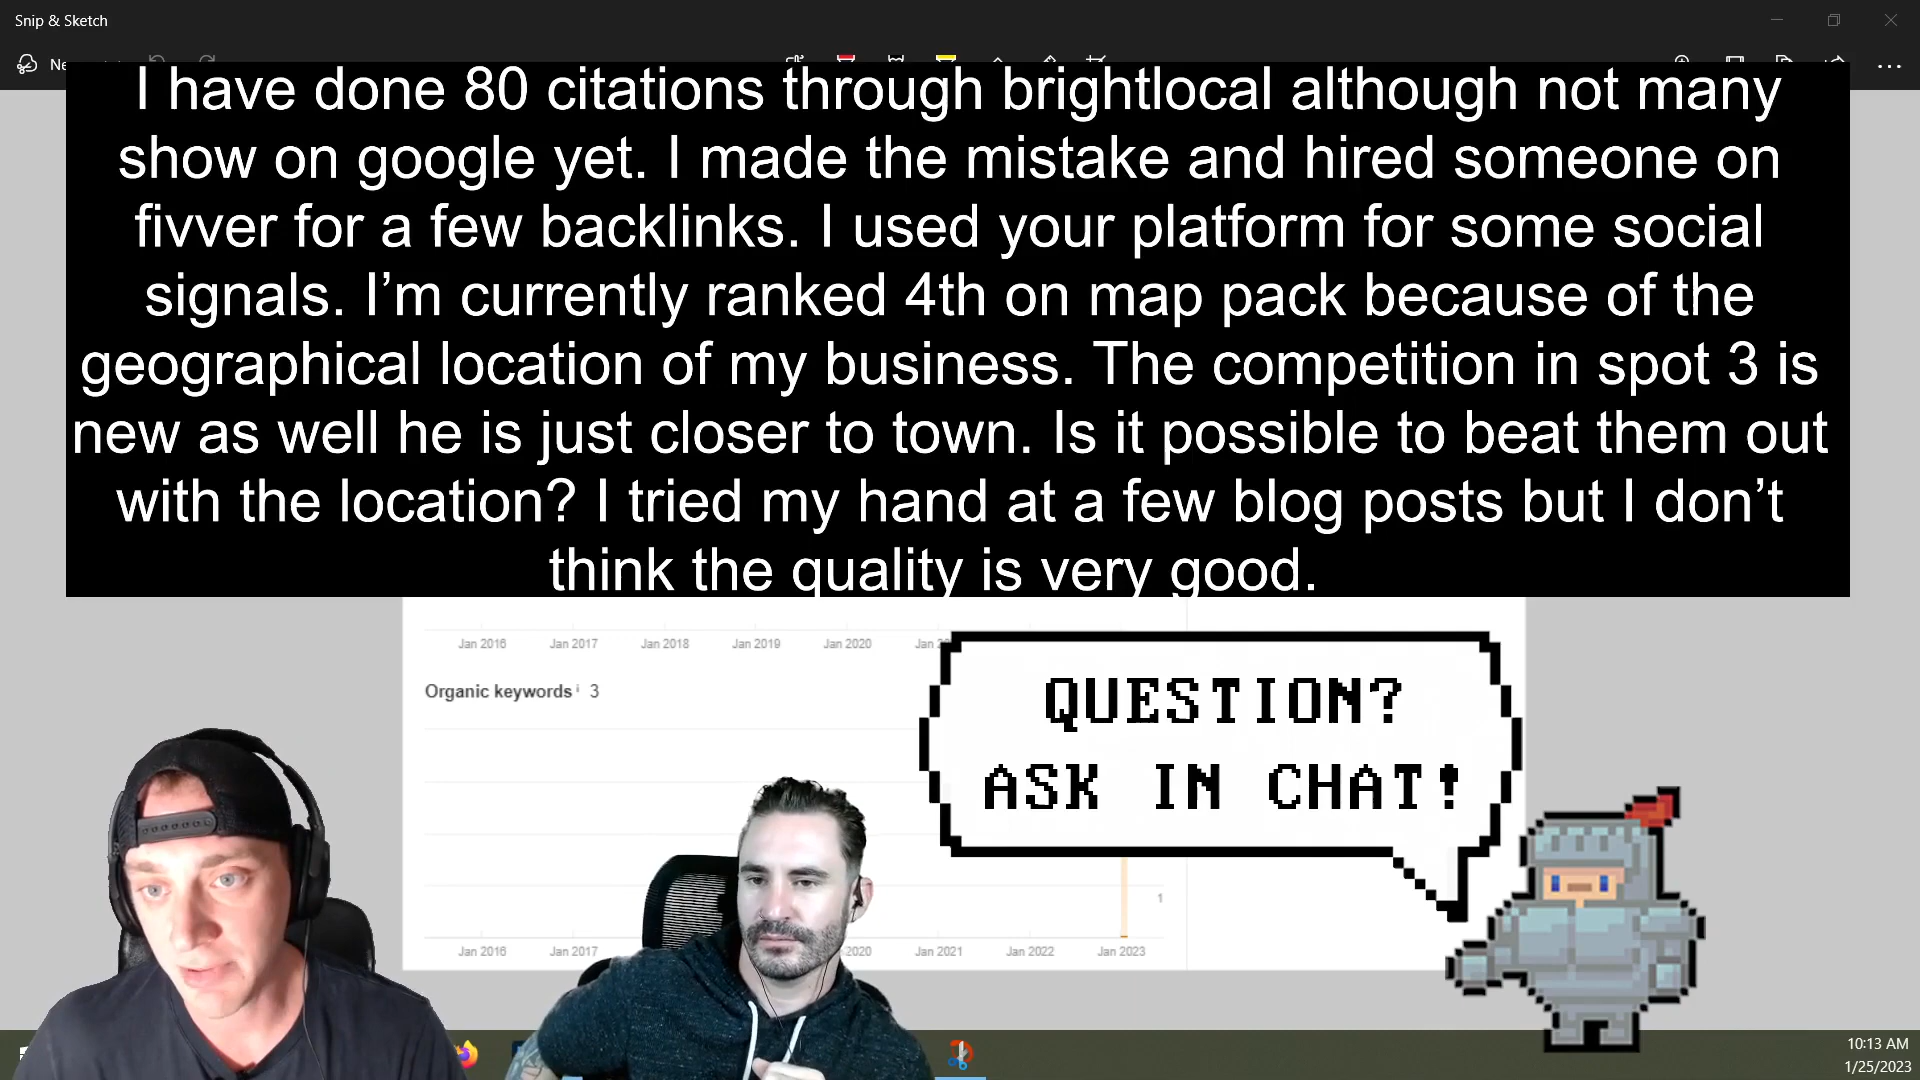 Snip & Sketch
Ne
I have done 80 citations through brightlocal although not many
show on google yet. I made the mistake and hired someone on
fivver for a few backlinks. I used your platform for some social
signals. I’m currently ranked 4th on map pack because of the
geographical location of my business. The competition in spot 3 is
new as well he is just closer to town. Is it possible to beat them out
with the location? I tried my hand at a few blog posts but I don’t
think the quality is very good.
Jan 2016 Jan 2017 Jan 2018 Jan 2019 Jan 2020 Jan
Organic keywords i 3
QUESTION?
ASK IN CHAT!
1
Jan 2016 Jan 2017 2020 Jan 2021 Jan 2022 Jan 2023
10:13 AM
1/25/2023